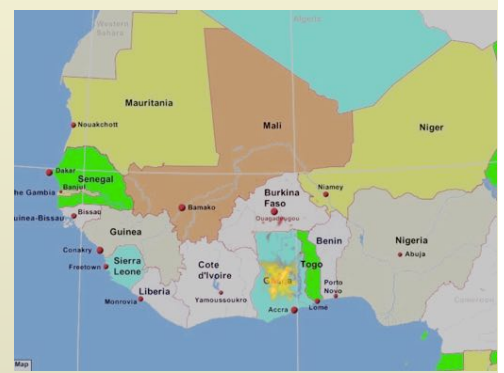 Western
Sahara
Algeria
Mauritania
Nouakchott
Mali
Niger
Dakar
Senegal
The Gambia
Banjul
Niamey
Burkina
Faso
Ouagadougou
Guinea-Bissau
Bissau
Bamako
Guinea
Benin
Nigeria
Abuja
Conakry
Freetown
Sierra
Leone
Cote
d'Ivoire
Togo
Porto
Novo
Liberia
Monrovia
Yamoussoukro
Accra
Lome
Map